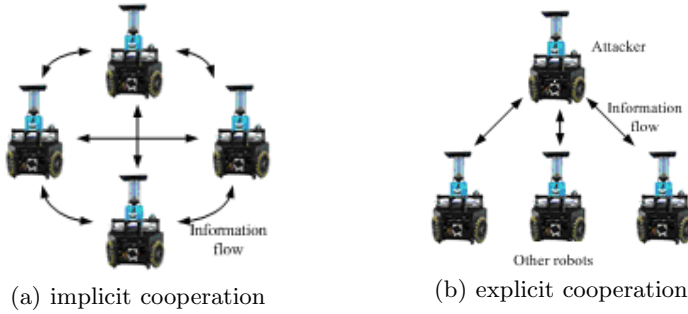 Attacker
Information
flow
Information
flow
Other robots
(a) implicit cooperation
(b) explicit cooperation